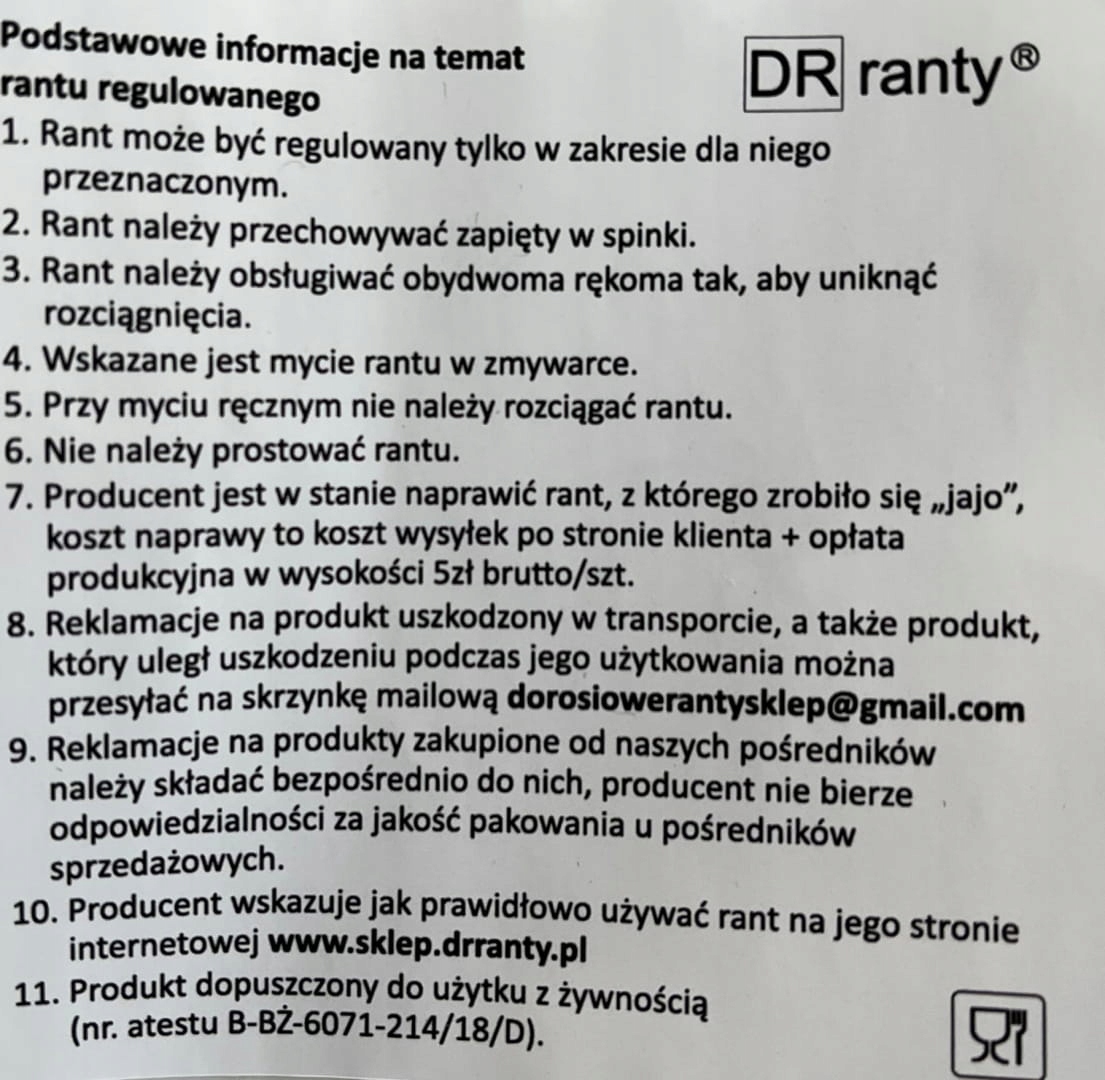 Podstawowe informacje na temat
rantu regulowanego
DR ranty®
1. Rant może być regulowany tylko w zakresie dla niego
przeznaczonym.
2. Rant należy przechowywać zapięty w spinki.
3. Rant należy obsługiwać obydwoma rękoma tak, aby uniknąć
rozciągnięcia.
4. Wskazane jest mycie rantu w zmywarce.
5. Przy myciu ręcznym nie należy rozciągać rantu.
6. Nie należy prostować rantu.
7. Producent jest w stanie naprawić rant, z którego zrobiło się „jajo”,
koszt naprawy to koszt wysyłek po stronie klienta + opłata
produkcyjna w wysokości 5zł brutto/szt.
8. Reklamacje na produkt uszkodzony w transporcie, a także produkt,
który uległ uszkodzeniu podczas jego użytkowania można
przesyłać na skrzynkę mailową dorosiowerantysklep@gmail.com
9. Reklamacje na produkty zakupione od naszych pośredników
należy składać bezpośrednio do nich, producent nie bierze
odpowiedzialności za jakość pakowania u pośredników
sprzedażowych.
10. Producent wskazuje jak prawidłowo używać rant na jego stronie
internetowej www.sklep.drranty.pl
11. Produkt dopuszczony do użytku z żywnością
(nr. atestu B-BŻ-6071-214/18/D).